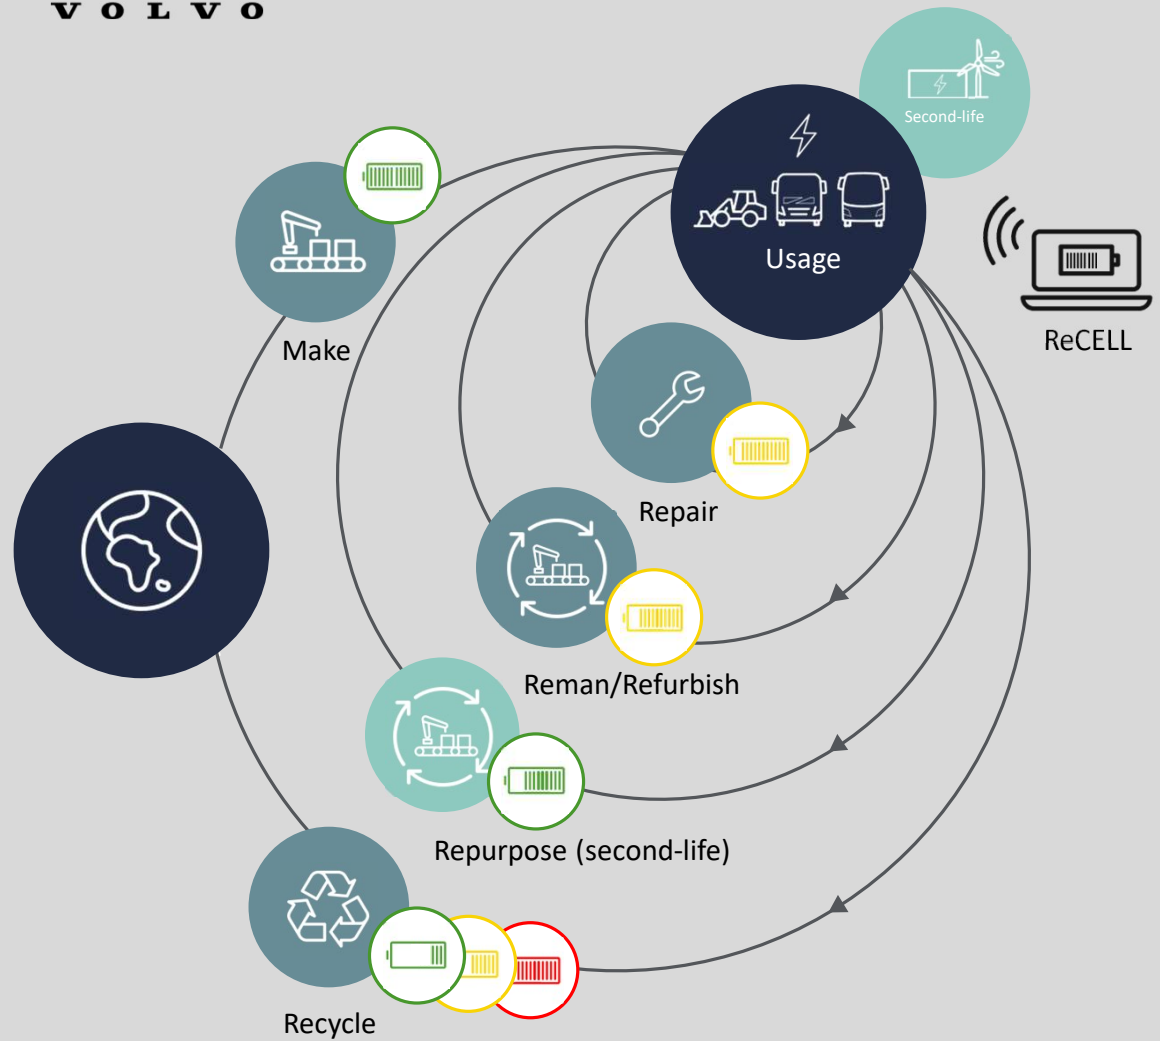 VOLVO
Second-life
Usage
ReCELL
Make
Repair
Reman/Refurbish
Repurpose (second-life)
Recycle